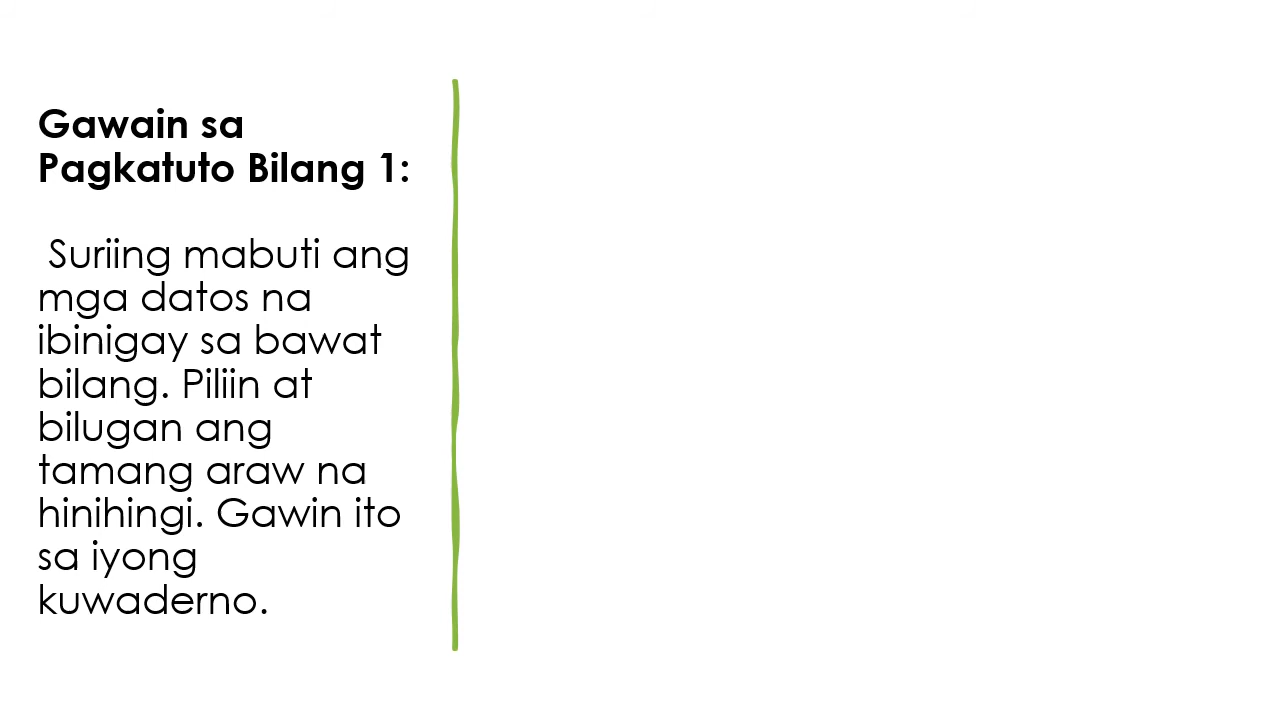 Gawain sa
Pagkatuto Bilang 1:
Suriing mabuti ang
mga datos na
ibinigay sa bawat
bilang. Piliin at
bilugan ang
tamang araw na
hinihingi. Gawin ito
sa iyong
kuwaderno.